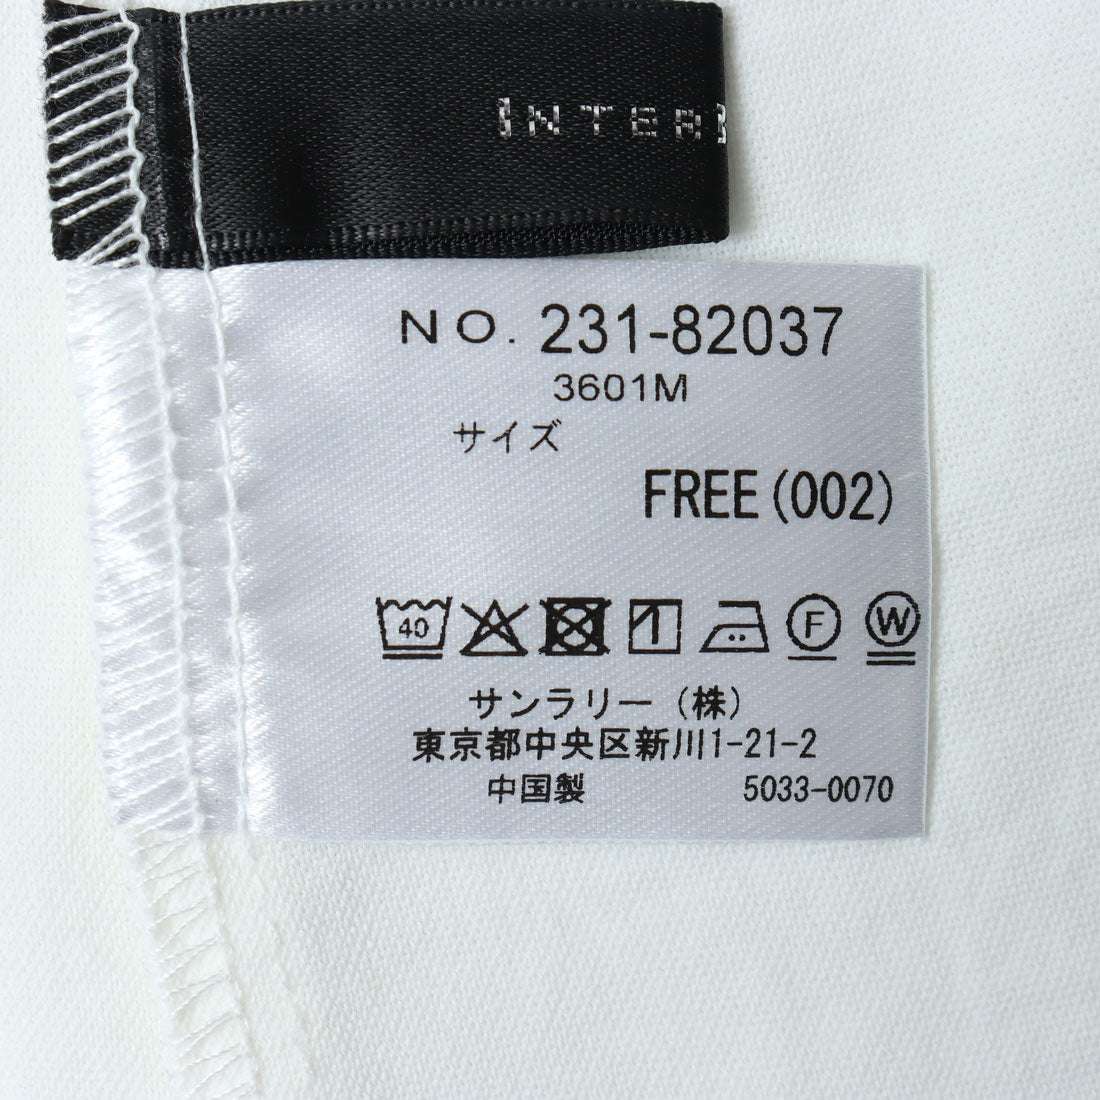 INTER
NO. 231-82037
3601M
サイズ
FREE(002)
40 F W
サンラリー (株)
東京都中央区新川1-21-2
中国製 5033-0070